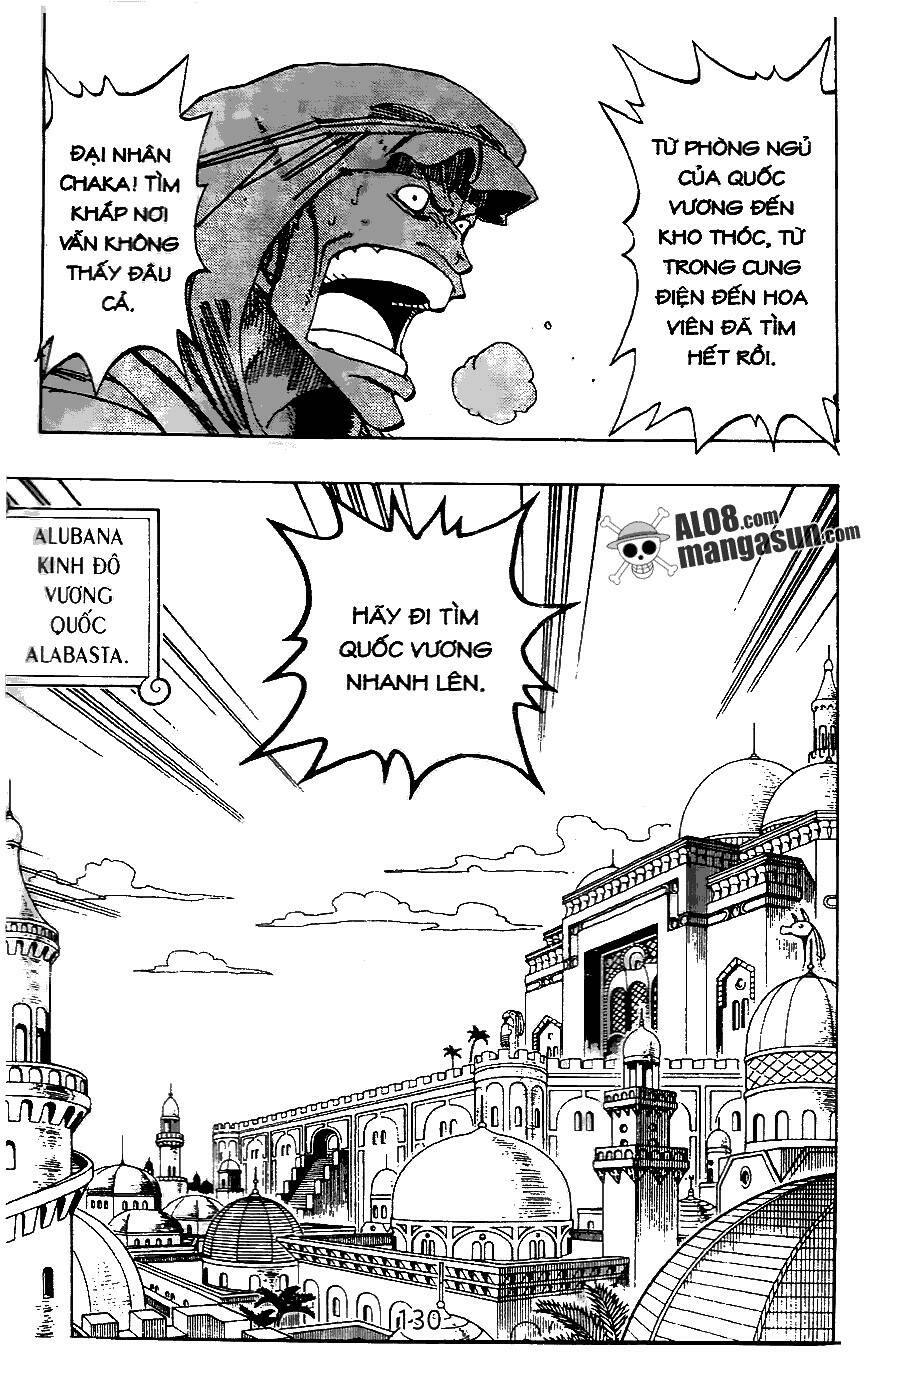 TỪ PHÒNG NGỦ
CỦA QUỐC
VƯƠNG ĐẾN
KHO THÓC, TỪ
TRONG CUNG
ĐIỆN ĐẾN HOA
VIÊN ĐÃ TÌM
HẾT RỒI.
ĐẠI NHÂN
CHAKA! TÌM
KHẮP NƠI
VẪN KHÔNG
THẤY ĐÂU
CẢ.
AL08.com
mangasun.com
ALUBANA
KINH ĐÔ
VƯƠNG
QUỐC
ALABASTA.
HÃY ĐI TÌM
QUỐC VƯƠNG
NHANH LÊN.
130